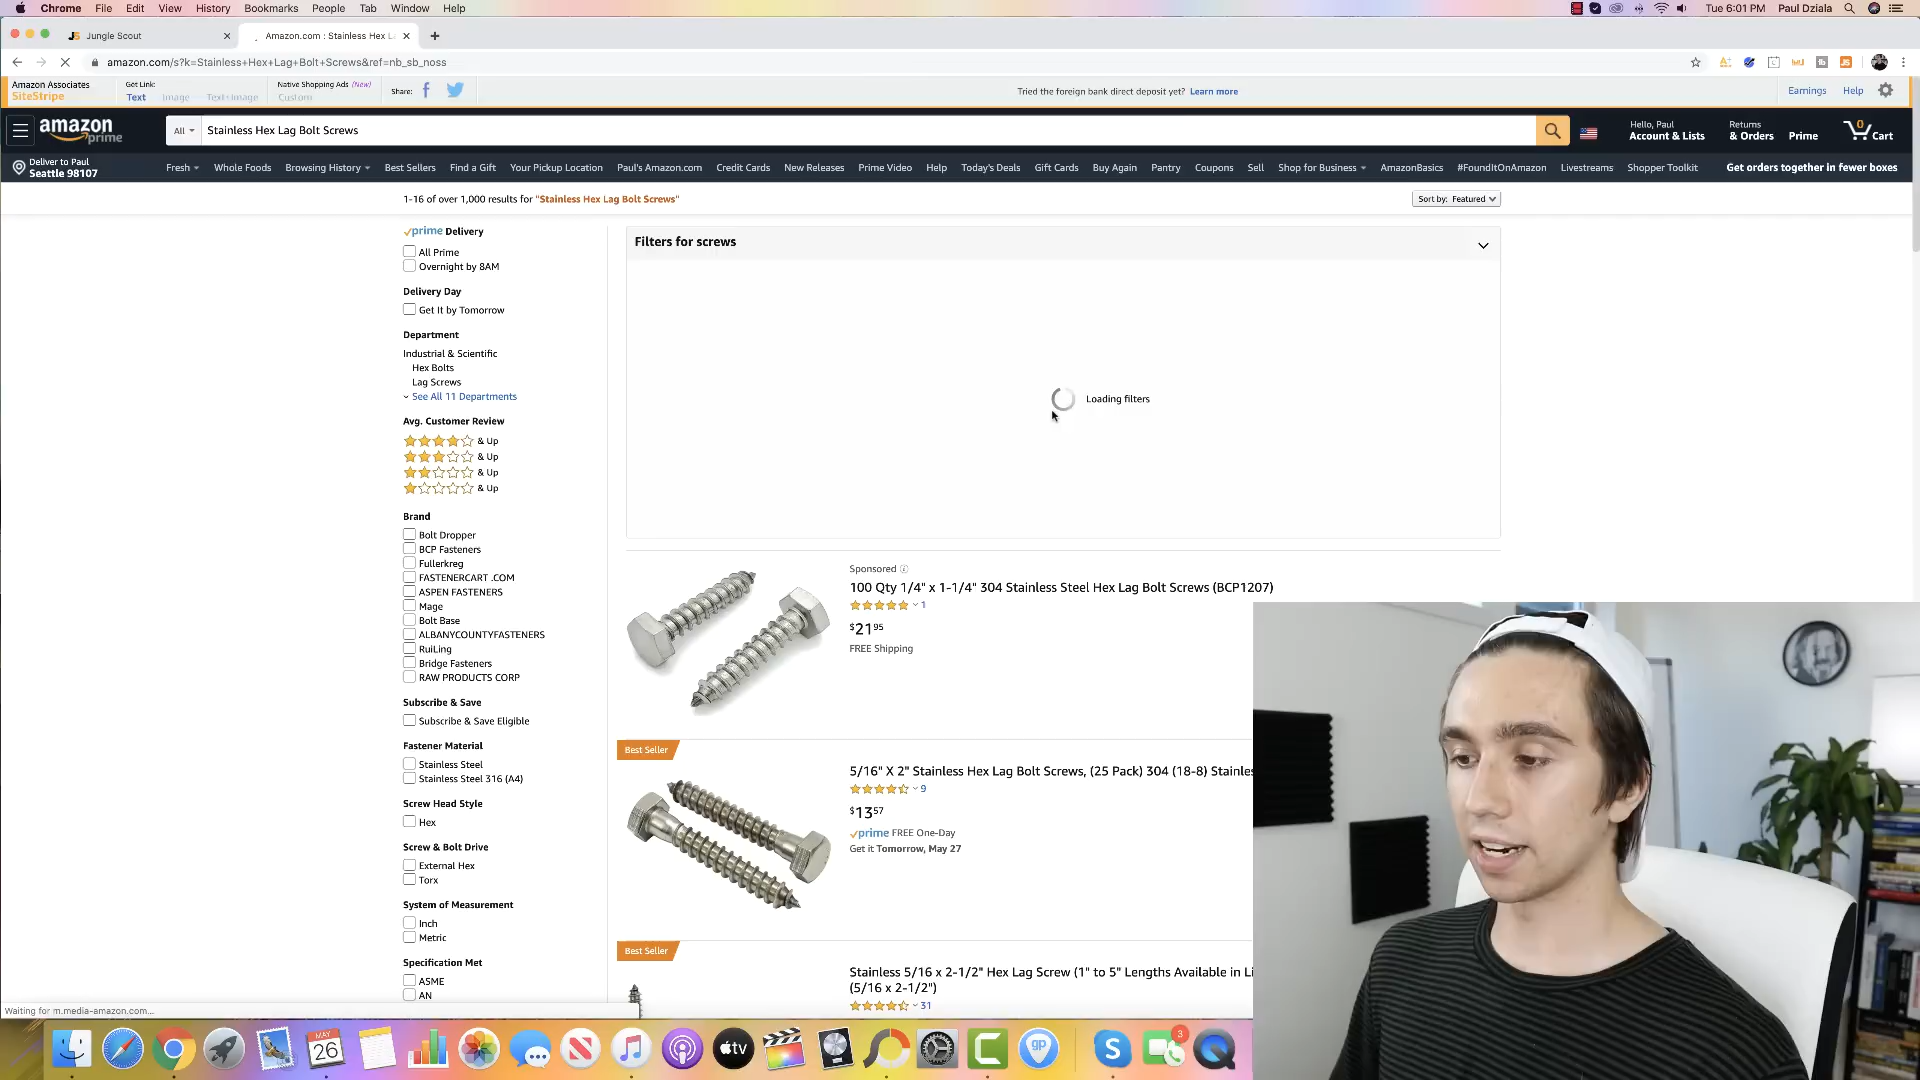 Chrome File Edit View History Bookmarks People Tab Window Help
Tue 6:01 PM Paul Dziala
Jungle Scout
Amazon.com : Stainless Hex La
amazon.com/s?k=Stainless+Hex+Lag+Bolt+Screws&ref=nb_sb_noss
Amazon Associates
SiteStripe
Get Link:
Text Image Text+Image
Native Shopping Ads (New)
Custom
Share:
Tried the foreign bank direct deposit yet? Learn more
Earnings Help
amazon prime
All
Stainless Hex Lag Bolt Screws
Hello, Paul
Account & Lists
Returns
& Orders
Prime
0
Cart
Deliver to Paul
Seattle 98107
Fresh Whole Foods Browsing History Best Sellers Find a Gift Your Pickup Location Paul's Amazon.com Credit Cards New Releases Prime Video Help Today's Deals Gift Cards Buy Again Pantry Coupons Sell Shop for Business AmazonBasics #FoundItOnAmazon Livestreams Shopper Toolkit
Get orders together in fewer boxes
1-16 of over 1,000 results for "Stainless Hex Lag Bolt Screws"
Sort by: Featured
prime Delivery
All Prime
Overnight by 8AM
Delivery Day
Get It by Tomorrow
Department
Industrial & Scientific
Hex Bolts
Lag Screws
See All 11 Departments
Avg. Customer Review
& Up
& Up
& Up
& Up
Brand
Bolt Dropper
BCP Fasteners
Fullerkreg
FASTENERCART .COM
ASPEN FASTENERS
Mage
Bolt Base
ALBANYCOUNTYFASTENERS
RuiLing
Bridge Fasteners
RAW PRODUCTS CORP
Subscribe & Save
Subscribe & Save Eligible
Fastener Material
Stainless Steel
Stainless Steel 316 (A4)
Screw Head Style
Hex
Screw & Bolt Drive
External Hex
Torx
System of Measurement
Inch
Metric
Specification Met
ASME
AN
Filters for screws
Loading filters
Sponsored
100 Qty 1/4" x 1-1/4" 304 Stainless Steel Hex Lag Bolt Screws (BCP1207)
1
$21 95
FREE Shipping
Best Seller
5/16" X 2" Stainless Hex Lag Bolt Screws, (25 Pack) 304 (18-8) Stainles
9
$13 57
prime FREE One-Day
Get it Tomorrow, May 27
Best Seller
Stainless 5/16 x 2-1/2" Hex Lag Screw (1" to 5" Lengths Available in Li
(5/16 x 2-1/2")
31
Waiting for m.media-amazon.com...
MAY
26
tv
gp
3